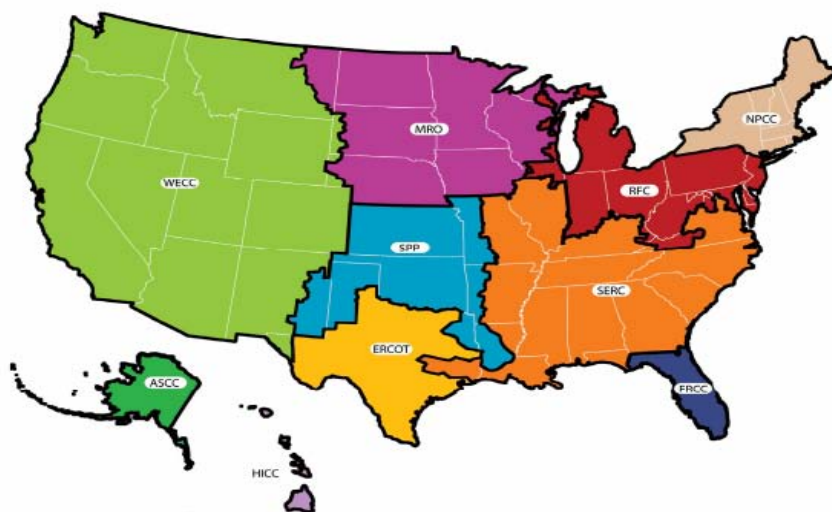 NPCC
MRO
WECC
RFC
SPP
SERC
ERCOT
ASCC
FRCC
HICC